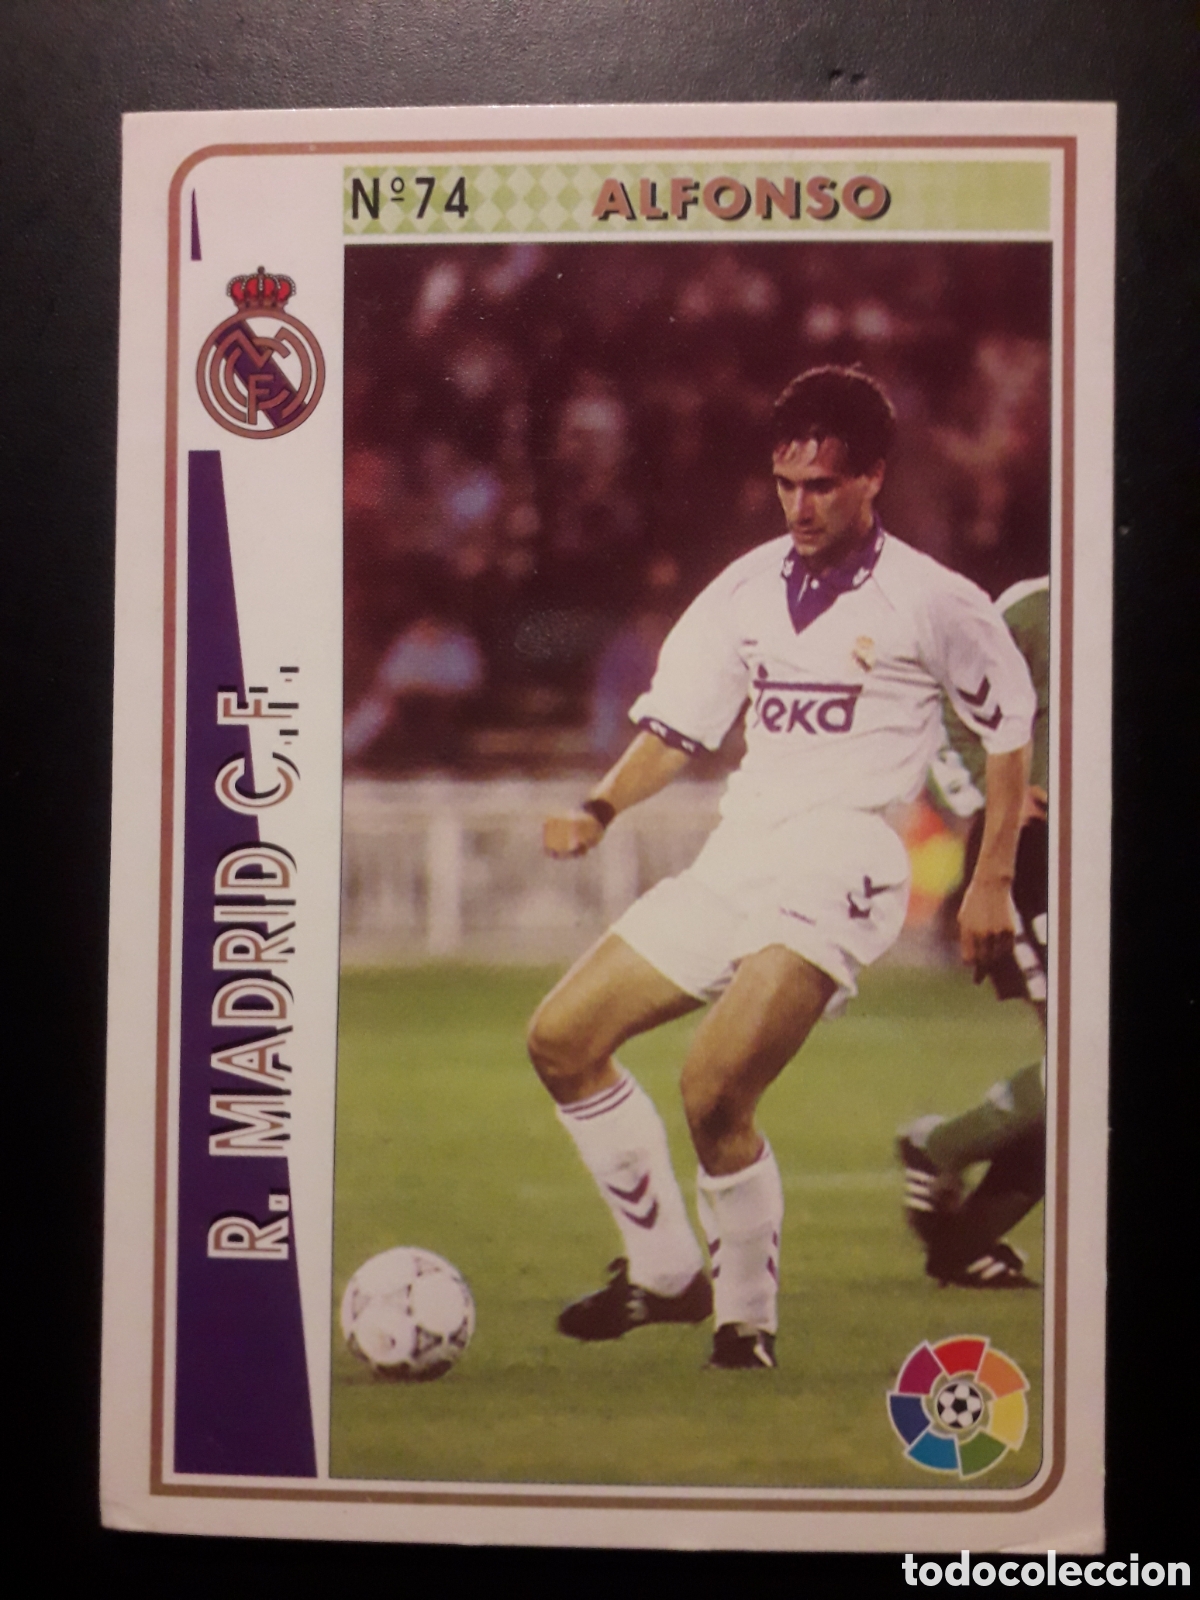 Nº74 ALFONSO
R. MADRID C.F.
Teka
todocoleccion